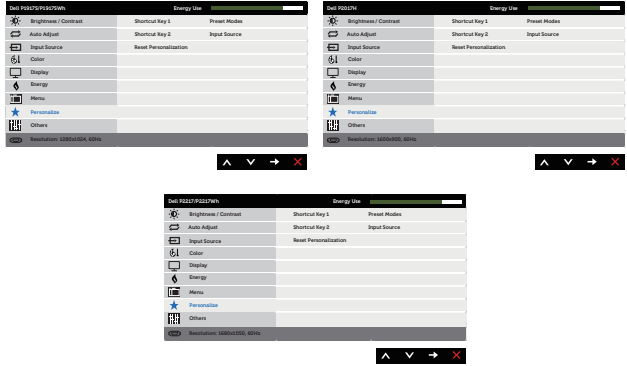 Dell P1917S/P1917SWh Energy Use
Brightness / Contrast Shortcut Key 1 Preset Modes
Auto Adjust Shortcut Key 2 Input Source
Input Source Reset Personalization
Color
Display
Energy
Menu
Personalize
Others
Resolution: 1280x1024, 60Hz
Dell P2017H Energy Use
Brightness / Contrast Shortcut Key 1 Preset Modes
Auto Adjust Shortcut Key 2 Input Source
Input Source Reset Personalization
Color
Display
Energy
Menu
Personalize
Others
Resolution: 1600x900, 60Hz
Dell P2217/P2217Wh Energy Use
Brightness / Contrast Shortcut Key 1 Preset Modes
Auto Adjust Shortcut Key 2 Input Source
Input Source Reset Personalization
Color
Display
Energy
Menu
Personalize
Others
Resolution: 1680x1050, 60Hz